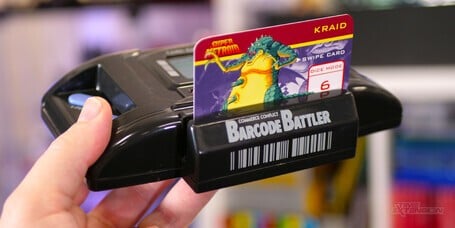 KRAID
SUPER
METROID
SWIPE CARD
DICE MODE
6
COMMERCE CONFLICT
BARCODE BATTLER